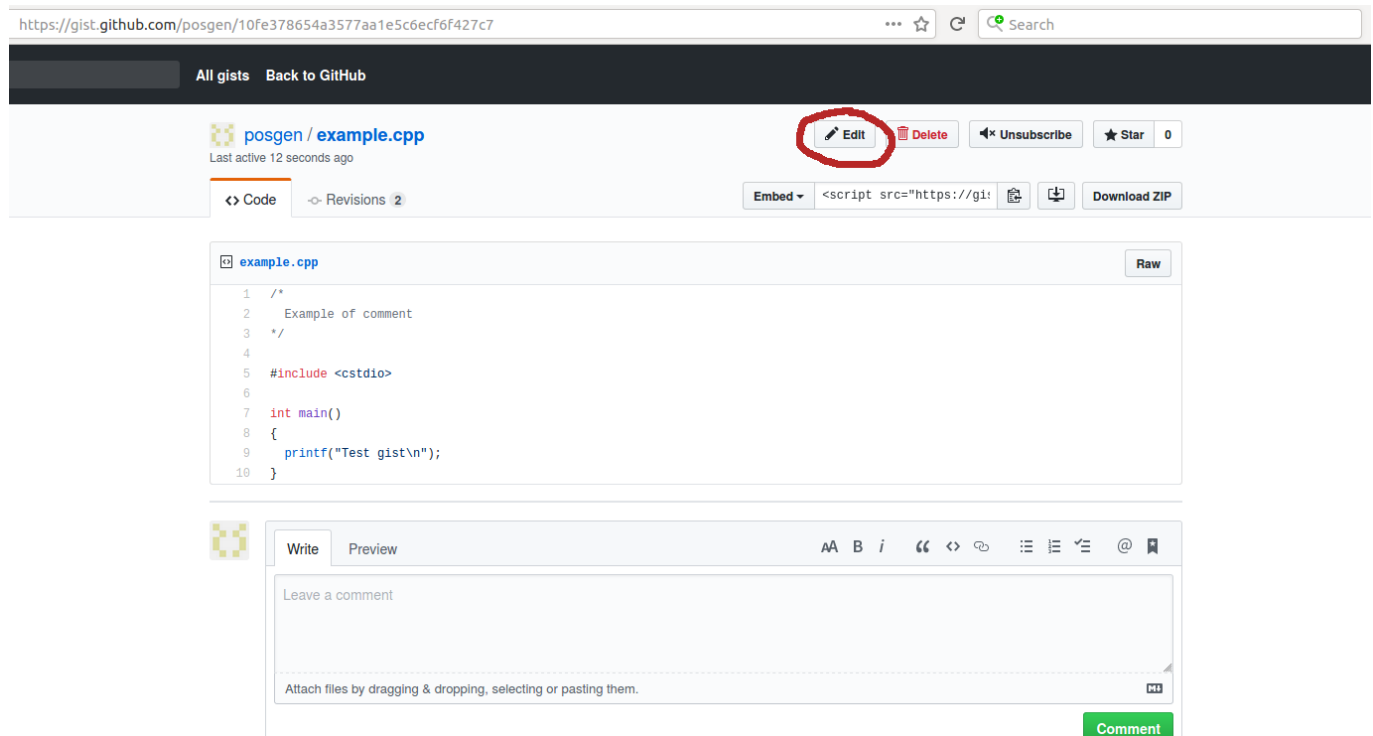 https://gist.github.com/posgen/10fe378654a3577aa1e5c6ecf6f427c7 Search
All gists Back to GitHub
posgen / example.cpp Edit Delete Unsubscribe Star 0
Last active 12 seconds ago
Code Revisions 2 Embed <script src="https://gis Download ZIP
example.cpp Raw
1 /*
2 Example of comment
3 */
4
5 #include <cstdio>
6
7 int main()
8 {
9 printf("Test gist\n");
10 }
Write Preview AA B i @
Leave a comment
Attach files by dragging & dropping, selecting or pasting them.
Comment